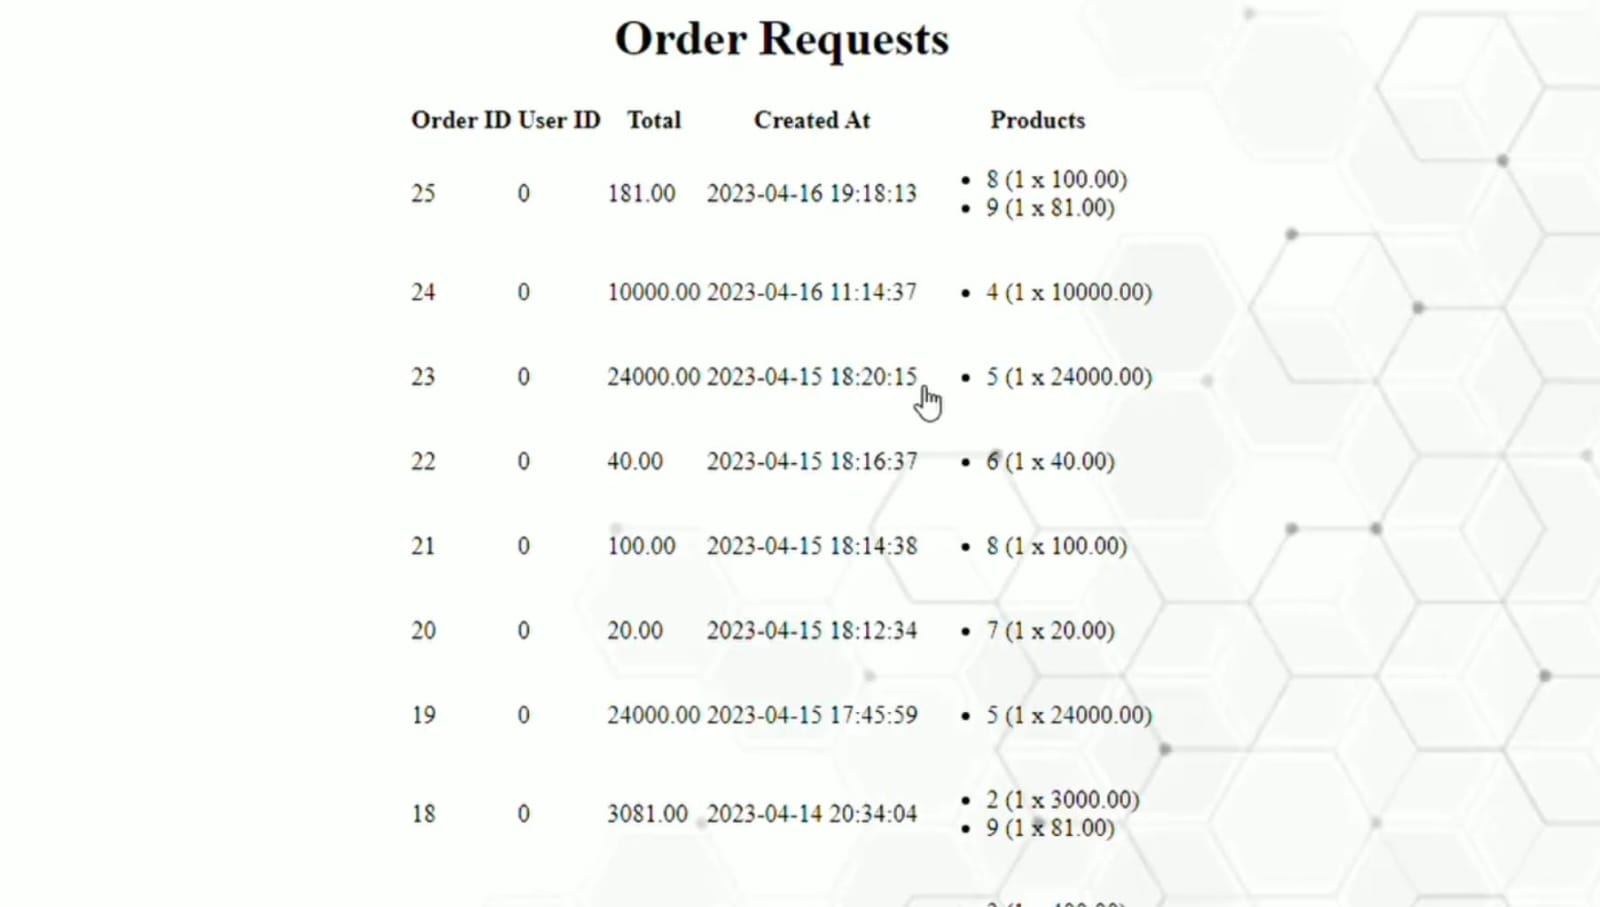 Order Requests
Order ID User ID Total Created At Products
25 0 181.00 2023-04-16 19:18:13 • 8 (1 x 100.00)
• 9 (1 x 81.00)
24 0 10000.00 2023-04-16 11:14:37 • 4 (1 x 10000.00)
23 0 24000.00 2023-04-15 18:20:15 • 5 (1 x 24000.00)
22 0 40.00 2023-04-15 18:16:37 • 6 (1 x 40.00)
21 0 100.00 2023-04-15 18:14:38 • 8 (1 x 100.00)
20 0 20.00 2023-04-15 18:12:34 • 7 (1 x 20.00)
19 0 24000.00 2023-04-15 17:45:59 • 5 (1 x 24000.00)
18 0 3081.00 2023-04-14 20:34:04 • 2 (1 x 3000.00)
• 9 (1 x 81.00)